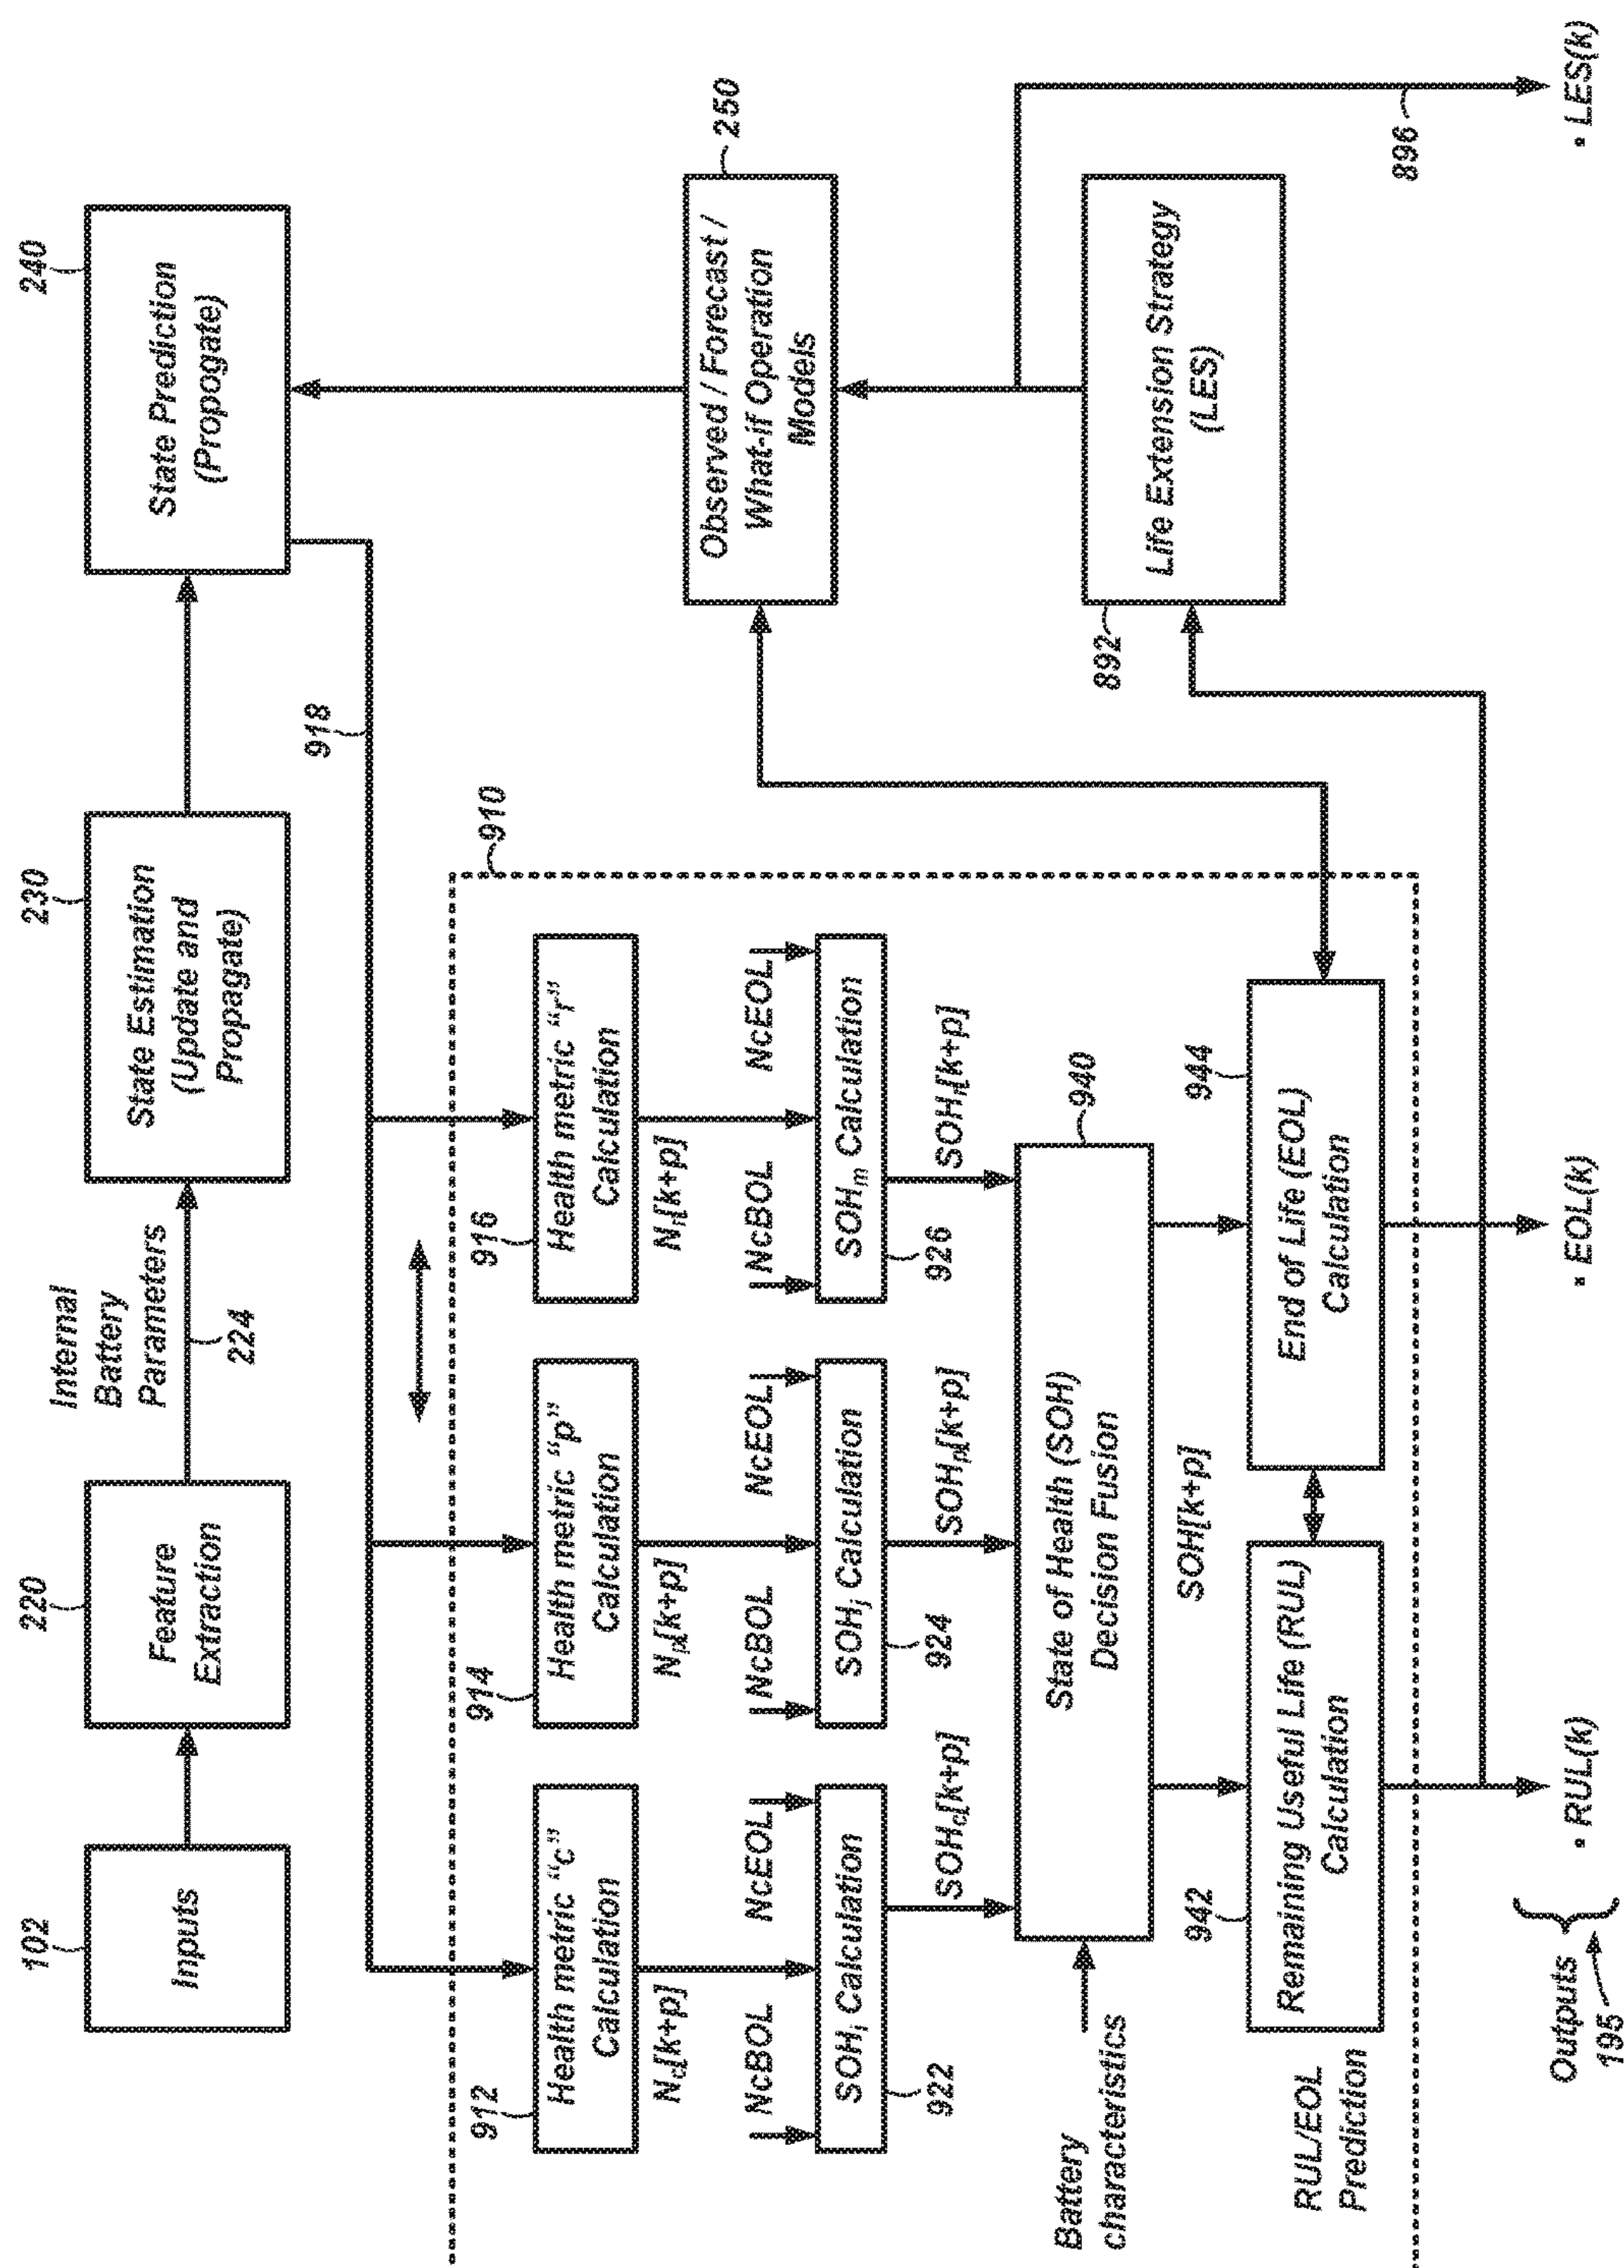 102
Inputs
220
Feature
Extraction
Internal
Battery
Parameters
224
230
State Estimation
(Update and
Propagate)
240
State Prediction
(Propogate)
918
910
912
Health metric “c”
Calculation
914
Health metric “p”
Calculation
916
Health metric “r”
Calculation
Nc[k+p]
Np[k+p]
Nr[k+p]
NcBOL
NcEOL
NcBOL
NcEOL
NcBOL
NcEOL
SOHi Calculation
922
SOHj Calculation
924
SOHm Calculation
926
SOHc[k+p]
SOHp[k+p]
SOHr[k+p]
Battery
characteristics
State of Health (SOH)
Decision Fusion
940
SOH[k+p]
RUL/EOL
Prediction
942
Remaining Useful Life (RUL)
Calculation
944
End of Life (EOL)
Calculation
250
Observed / Forecast /
What-if Operation
Models
892
Life Extension Strategy
(LES)
896
Outputs
195
• RUL(k)
• EOL(k)
• LES(k)